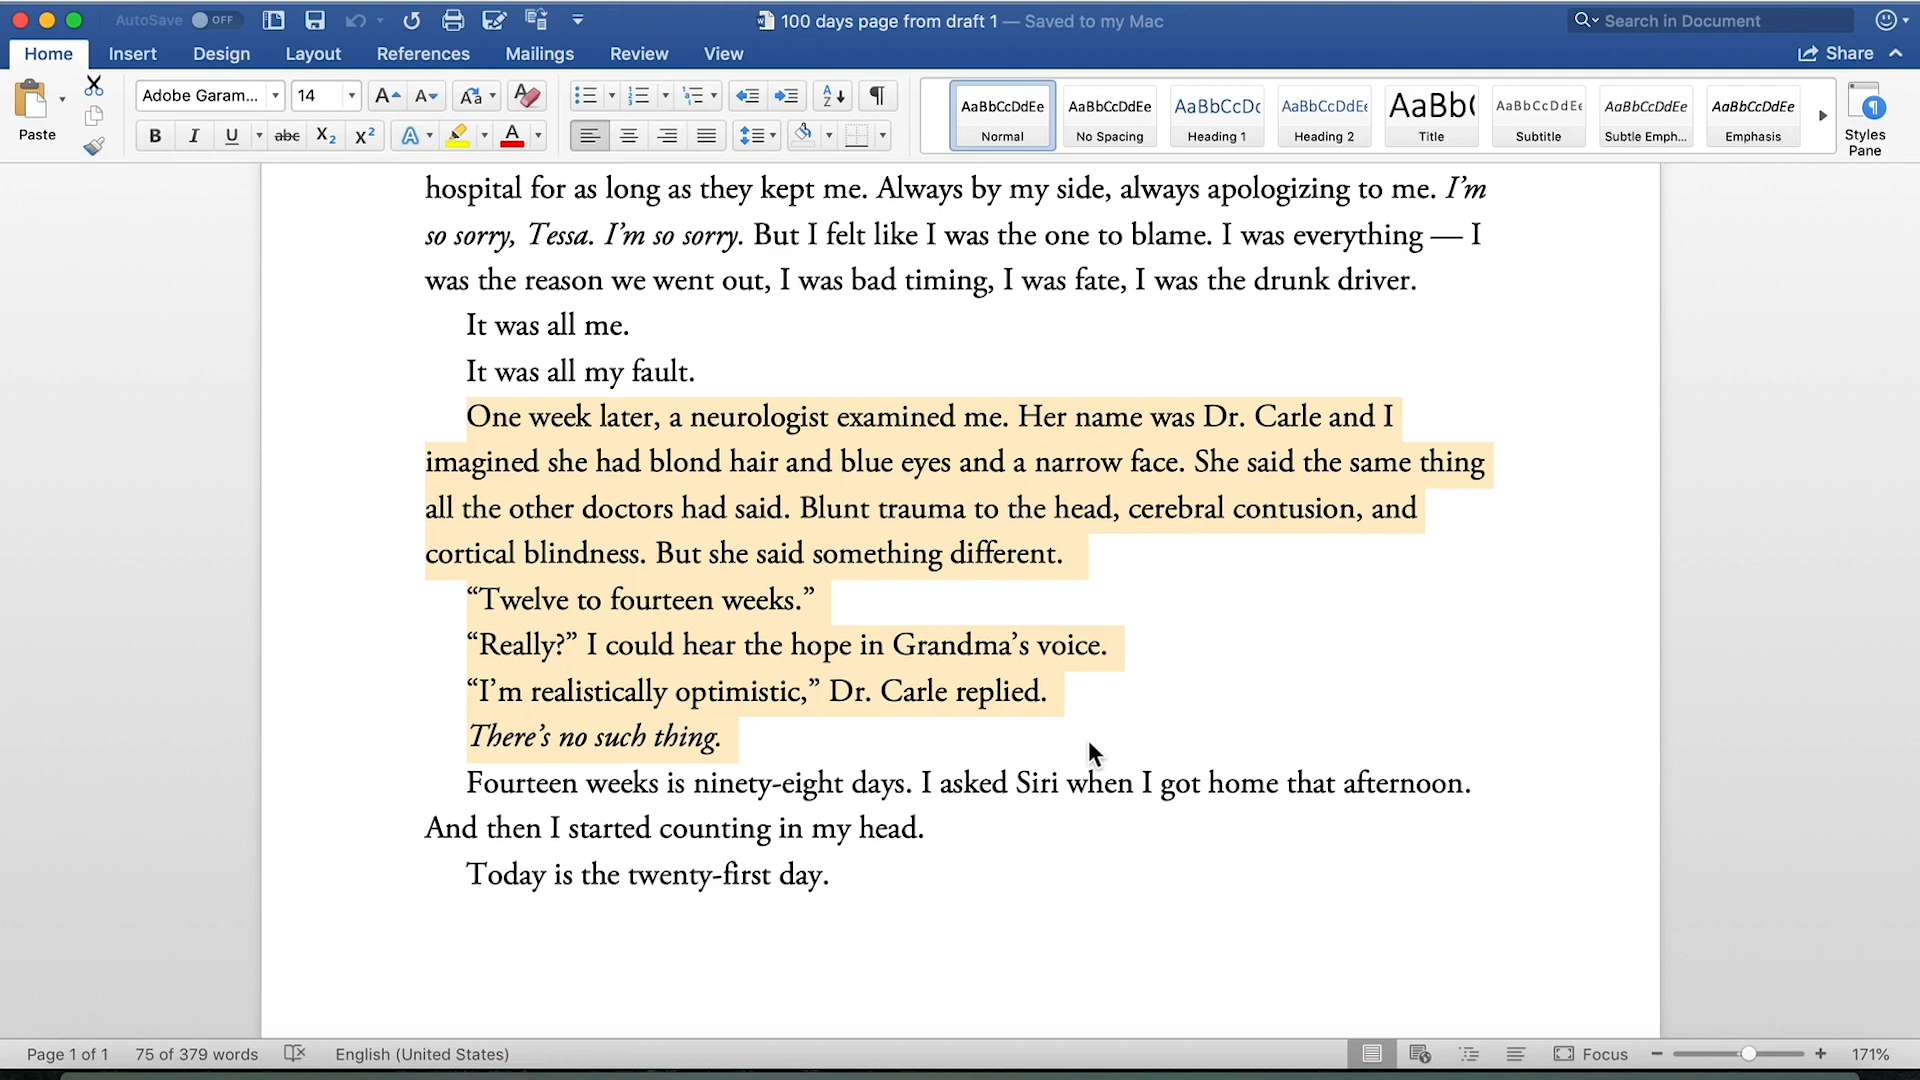 AutoSave OFF
100 days page from draft 1 — Saved to my Mac
Search in Document
Home Insert Design Layout References Mailings Review View
Share
Paste
Adobe Garam... 14
AaBbCcDdEe AaBbCcDdEe AaBbCcDc AaBbCcDdEe AaBb( AaBbCcDdEe AaBbCcDdEe AaBbCcDdEe
Normal No Spacing Heading 1 Heading 2 Title Subtitle Subtle Emph... Emphasis
Styles
Pane
hospital for as long as they kept me. Always by my side, always apologizing to me. I’m
so sorry, Tessa. I’m so sorry. But I felt like I was the one to blame. I was everything — I
was the reason we went out, I was bad timing, I was fate, I was the drunk driver.
It was all me.
It was all my fault.
One week later, a neurologist examined me. Her name was Dr. Carle and I
imagined she had blond hair and blue eyes and a narrow face. She said the same thing
all the other doctors had said. Blunt trauma to the head, cerebral contusion, and
cortical blindness. But she said something different.
“Twelve to fourteen weeks.”
“Really?” I could hear the hope in Grandma’s voice.
“I’m realistically optimistic,” Dr. Carle replied.
There’s no such thing.
Fourteen weeks is ninety-eight days. I asked Siri when I got home that afternoon.
And then I started counting in my head.
Today is the twenty-first day.
Page 1 of 1 75 of 379 words English (United States) Focus 171%